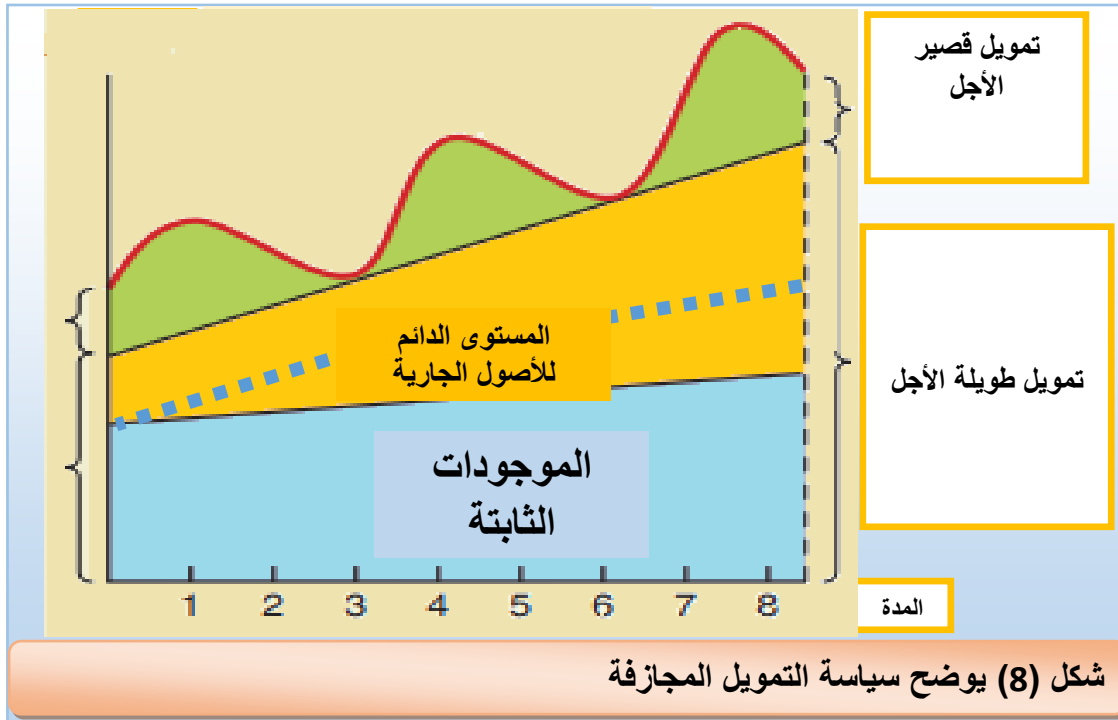 تمويل قصير
الأجل
المستوى الدائم
للأصول الجارية
تمويل طويلة الأجل
الموجودات
الثابتة
1 2 3 4 5 6 7 8
المدة
شكل (8) يوضح سياسة التمويل المجازفة